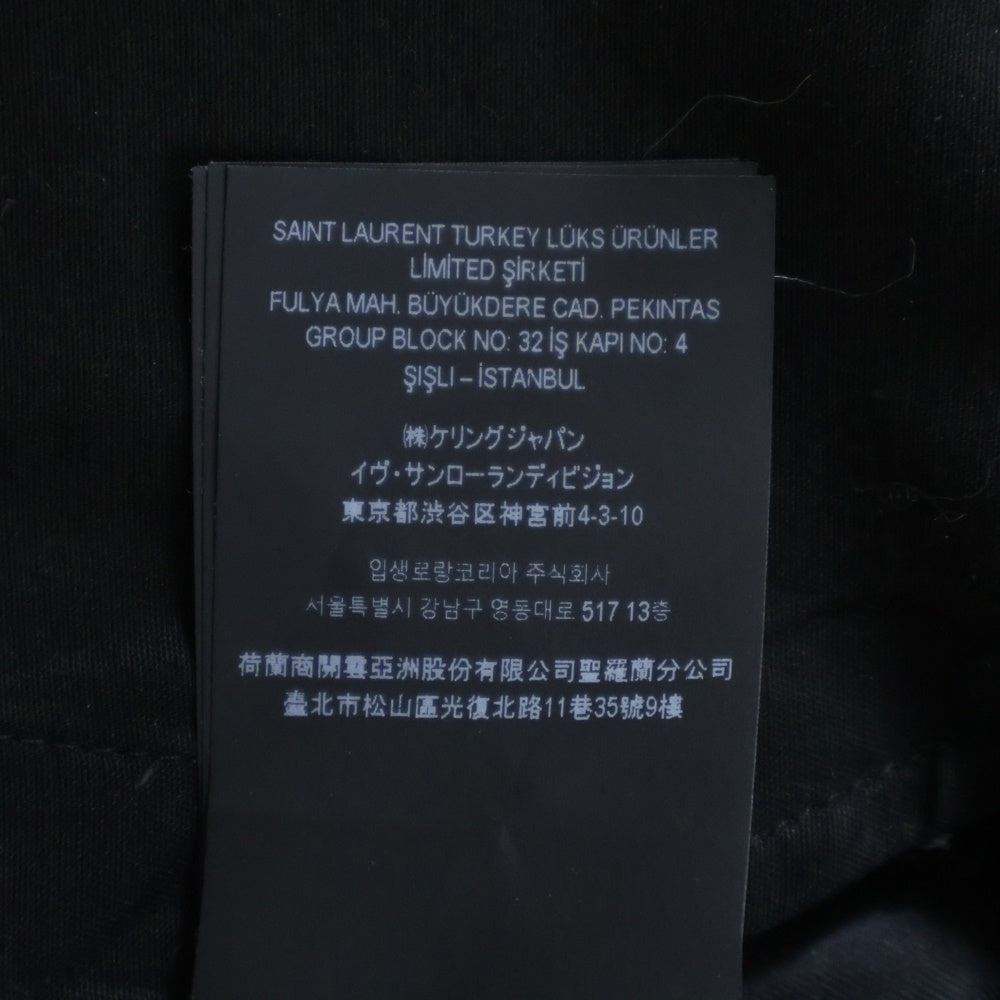 SAINT LAURENT TURKEY LÜKS ÜRÜNLER
LİMİTED ŞİRKETİ
FULYA MAH. BÜYÜKDERE CAD. PEKINTAS
GROUP BLOCK NO: 32 İŞ KAPI NO: 4
ŞIŞLI – İSTANBUL
㈱ケリングジャパン
イヴ・サンローランディビジョン
東京都渋谷区神宮前4-3-10
입생로랑코리아 주식회사
서울특별시 강남구 영동대로 517 13층
荷蘭商開雲亞洲股份有限公司聖羅蘭分公司
臺北市松山區光復北路11巷35號9樓